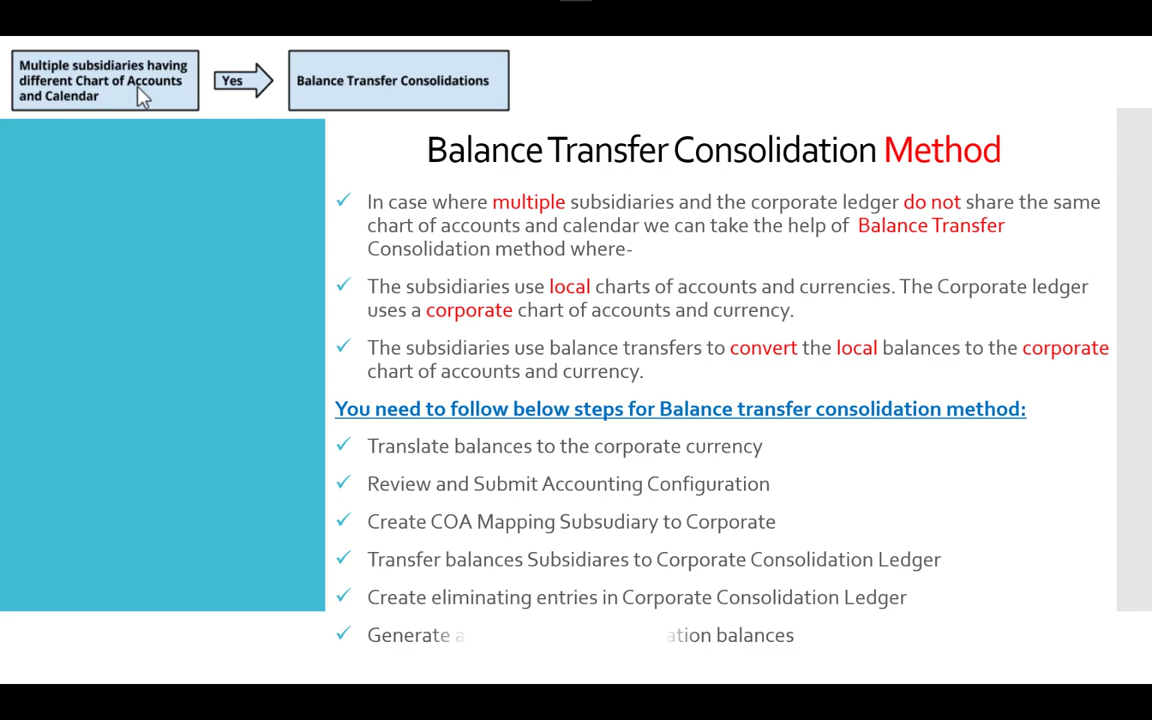 Multiple subsidiaries having
different Chart of Accounts
and Calendar
Yes
Balance Transfer Consolidations
Balance Transfer Consolidation Method
In case where multiple subsidiaries and the corporate ledger do not share the same
chart of accounts and calendar we can take the help of Balance Transfer
Consolidation method where-
The subsidiaries use local charts of accounts and currencies. The Corporate ledger
uses a corporate chart of accounts and currency.
The subsidiaries use balance transfers to convert the local balances to the corporate
chart of accounts and currency.
You need to follow below steps for Balance transfer consolidation method:
Translate balances to the corporate currency
Review and Submit Accounting Configuration
Create COA Mapping Subsudiary to Corporate
Transfer balances Subsidiares to Corporate Consolidation Ledger
Create eliminating entries in Corporate Consolidation Ledger
Generate balances